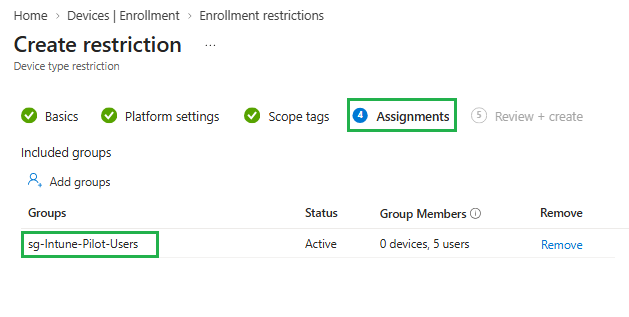 Home > Devices | Enrollment > Enrollment restrictions
Create restriction ...
Device type restriction
Basics Platform settings Scope tags 4 Assignments 5 Review + create
Included groups
Add groups
Groups Status Group Members Remove
sg-Intune-Pilot-Users Active 0 devices, 5 users Remove